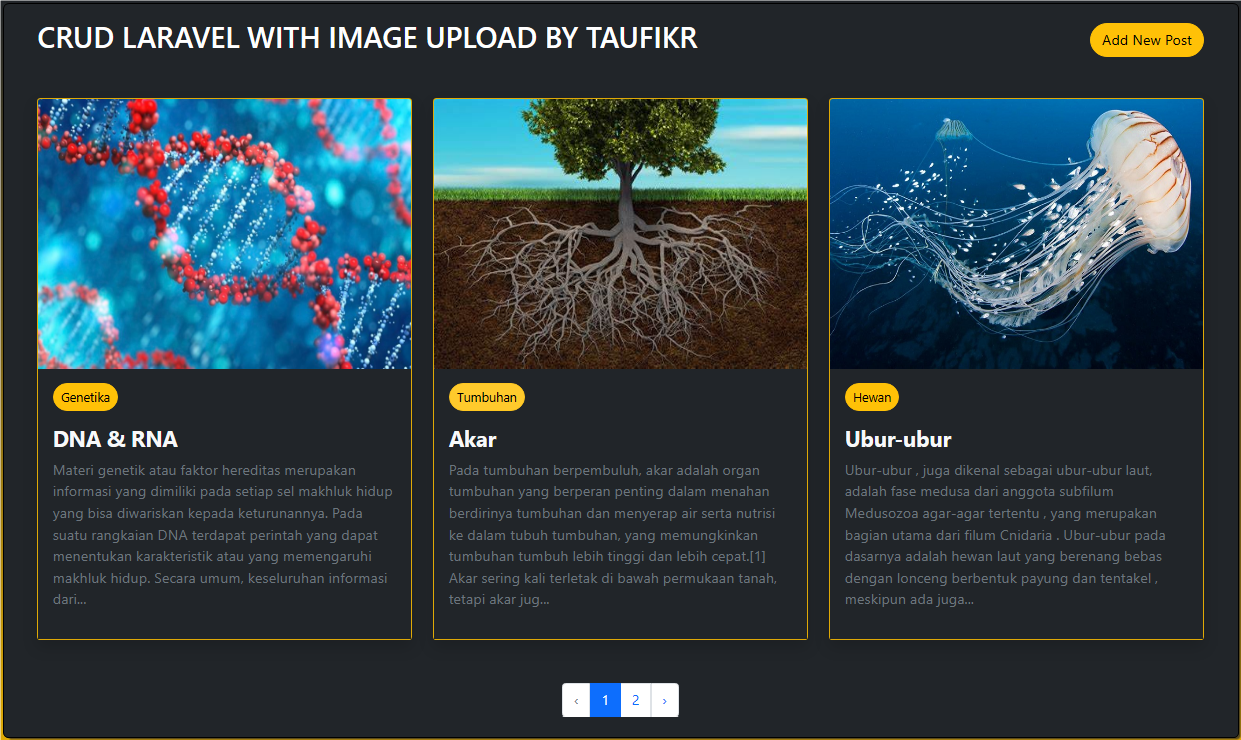 CRUD LARAVEL WITH IMAGE UPLOAD BY TAUFIKR
Add New Post
Genetika
DNA & RNA
Materi genetik atau faktor hereditas merupakan
informasi yang dimiliki pada setiap sel makhluk hidup
yang bisa diwariskan kepada keturunannya. Pada
suatu rangkaian DNA terdapat perintah yang dapat
menentukan karakteristik atau yang memengaruhi
makhluk hidup. Secara umum, keseluruhan informasi
dari...
Tumbuhan
Akar
Pada tumbuhan berpembuluh, akar adalah organ
tumbuhan yang berperan penting dalam menahan
berdirinya tumbuhan dan menyerap air serta nutrisi
ke dalam tubuh tumbuhan, yang memungkinkan
tumbuhan tumbuh lebih tinggi dan lebih cepat.[1]
Akar sering kali terletak di bawah permukaan tanah,
tetapi akar jug...
Hewan
Ubur-ubur
Ubur-ubur , juga dikenal sebagai ubur-ubur laut,
adalah fase medusa dari anggota subfilum
Medusozoa agar-agar tertentu , yang merupakan
bagian utama dari filum Cnidaria . Ubur-ubur pada
dasarnya adalah hewan laut yang berenang bebas
dengan lonceng berbentuk payung dan tentakel ,
meskipun ada juga...
‹ 1 2 ›